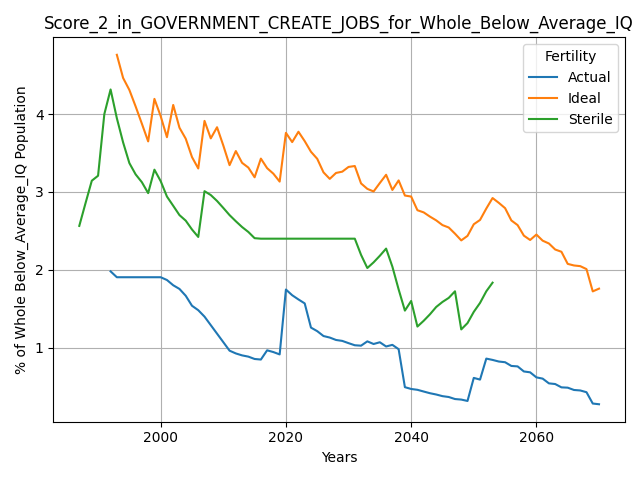 Score_2_in_GOVERNMENT_CREATE_JOBS_for_Whole_Below_Average_IQ
% of Whole Below_Average_IQ Population
4
3
2
1
Fertility
Actual
Ideal
Sterile
2000 2020 2040 2060
Years